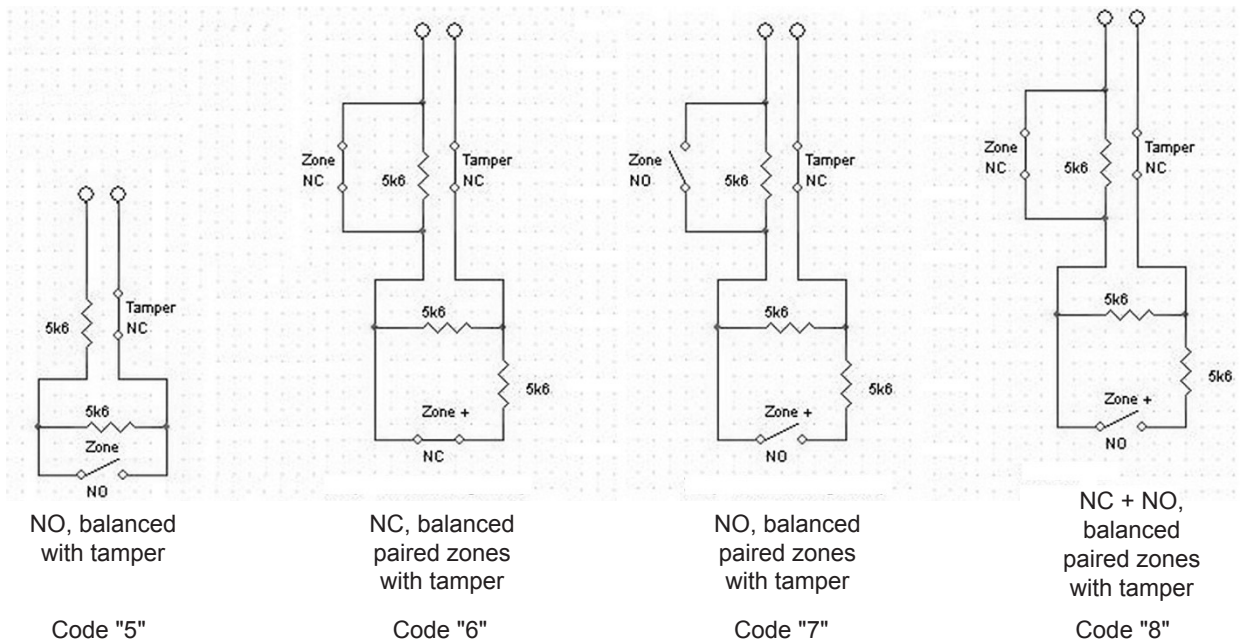 5k6
Tamper
NC
5k6
Zone
NO
NO, balanced
with tamper
Code "5"
Zone
NC
5k6
Tamper
NC
5k6
5k6
Zone +
NC
NC, balanced
paired zones
with tamper
Code "6"
Zone
NO
5k6
Tamper
NC
5k6
5k6
Zone +
NO
NO, balanced
paired zones
with tamper
Code "7"
Zone
NC
5k6
Tamper
NC
5k6
5k6
Zone +
NO
NC + NO,
balanced
paired zones
with tamper
Code "8"